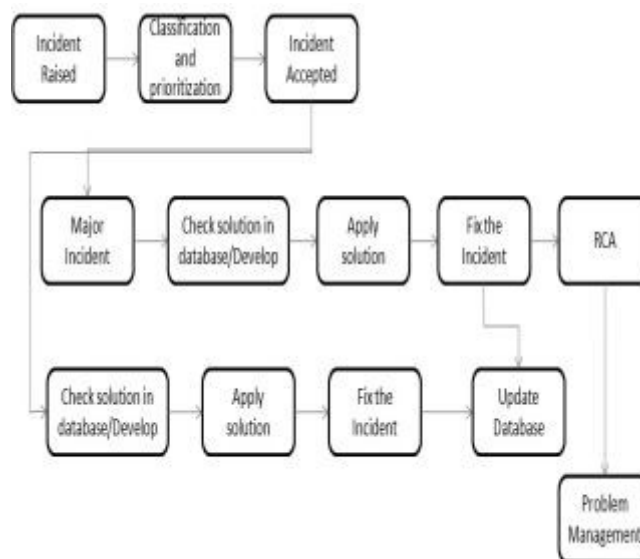 Incident
Raised
Classification
and
prioritization
Incident
Accepted
Major
Incident
Check solution in
database/Develop
Apply
solution
Fix the
Incident
RCA
Check solution in
database/Develop
Apply
solution
Fix the
Incident
Update
Database
Problem
Management